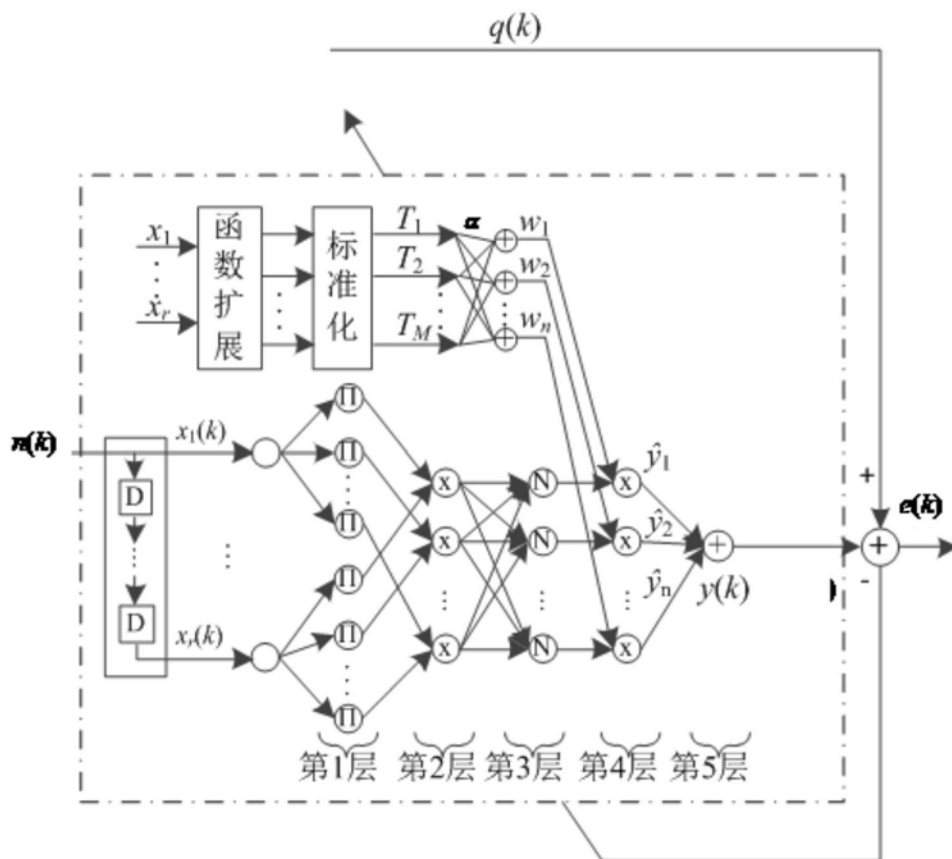 q(k)
函数扩展
标准化
x₁
⋮
xᵣ
T₁
T₂
⋮
T_M
α
w₁
w₂
⋮
wₙ
n(k)
x₁(k)
D
⋮
D
xᵣ(k)
⋮
Π
Π
⋮
Π
Π
Π
⋮
Π
x
x
⋮
x
N
N
⋮
N
x
x
⋮
x
ŷ₁
ŷ₂
ŷₙ
+
y(k)
+
+
-
e(k)
第1层
第2层
第3层
第4层
第5层